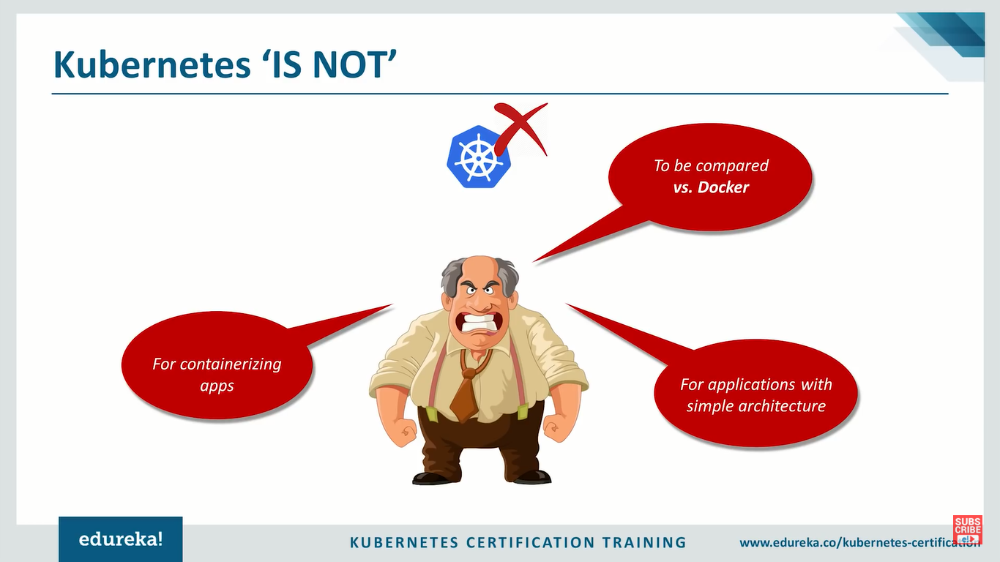 Kubernetes ‘IS NOT’
To be compared
vs. Docker
For containerizing
apps
For applications with
simple architecture
edureka!
KUBERNETES CERTIFICATION TRAINING
www.edureka.co/kubernetes-certification
SUBS
CRIBE
e!